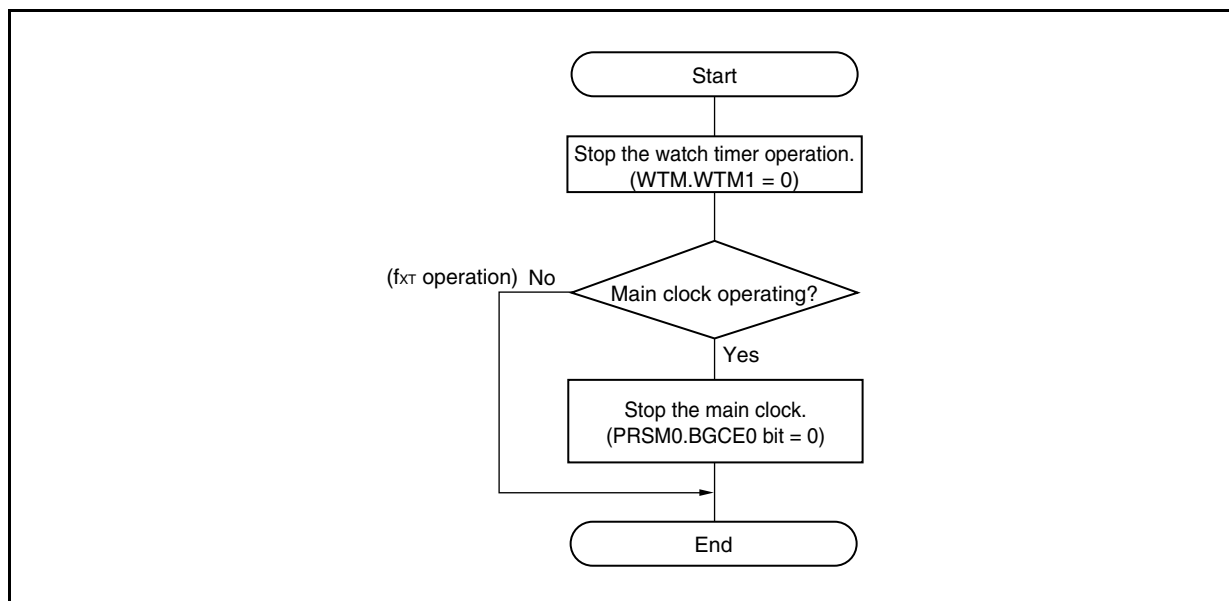 Start
Stop the watch timer operation.
(WTM.WTM1 = 0)
(fXT operation) No
Main clock operating?
Yes
Stop the main clock.
(PRSM0.BGCE0 bit = 0)
End